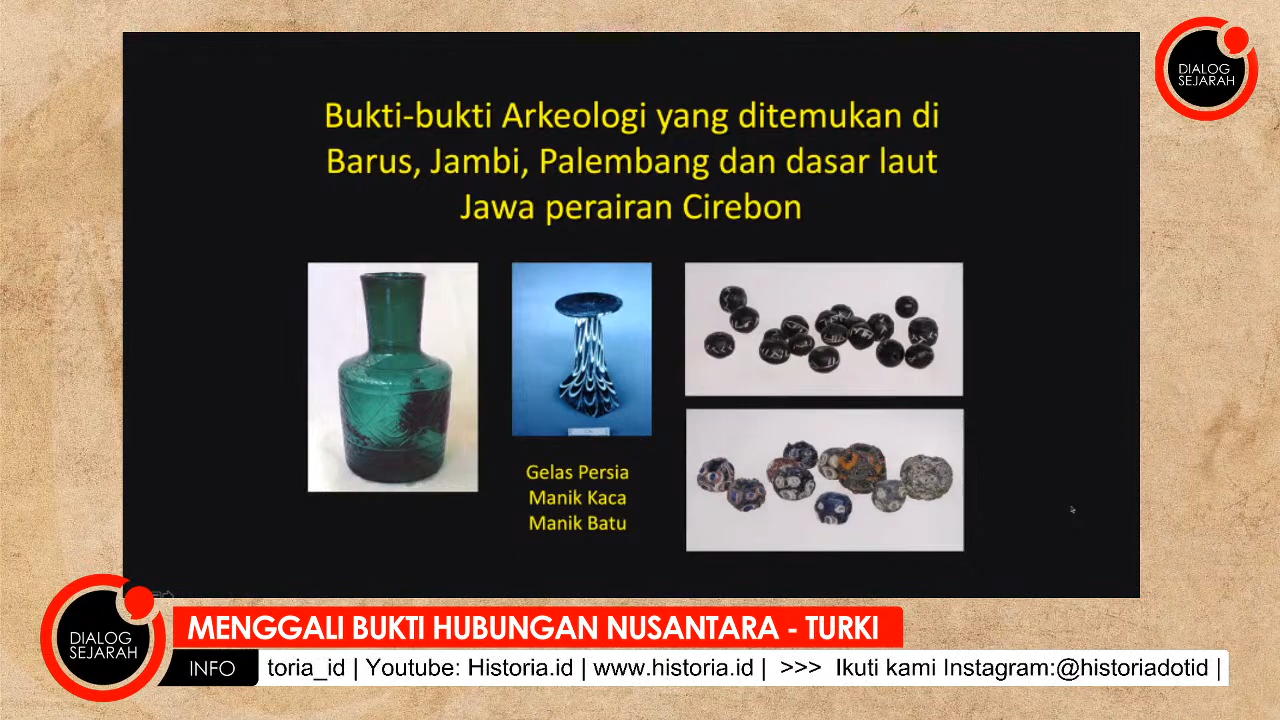 DIALOG
SEJARAH
Bukti-bukti Arkeologi yang ditemukan di
Barus, Jambi, Palembang dan dasar laut
Jawa perairan Cirebon
Gelas Persia
Manik Kaca
Manik Batu
DIALOG
SEJARAH
MENGGALI BUKTI HUBUNGAN NUSANTARA - TURKI
INFO
toria_id | Youtube: Historia.id | www.historia.id | >>> Ikuti kami Instagram:@historiadotid |